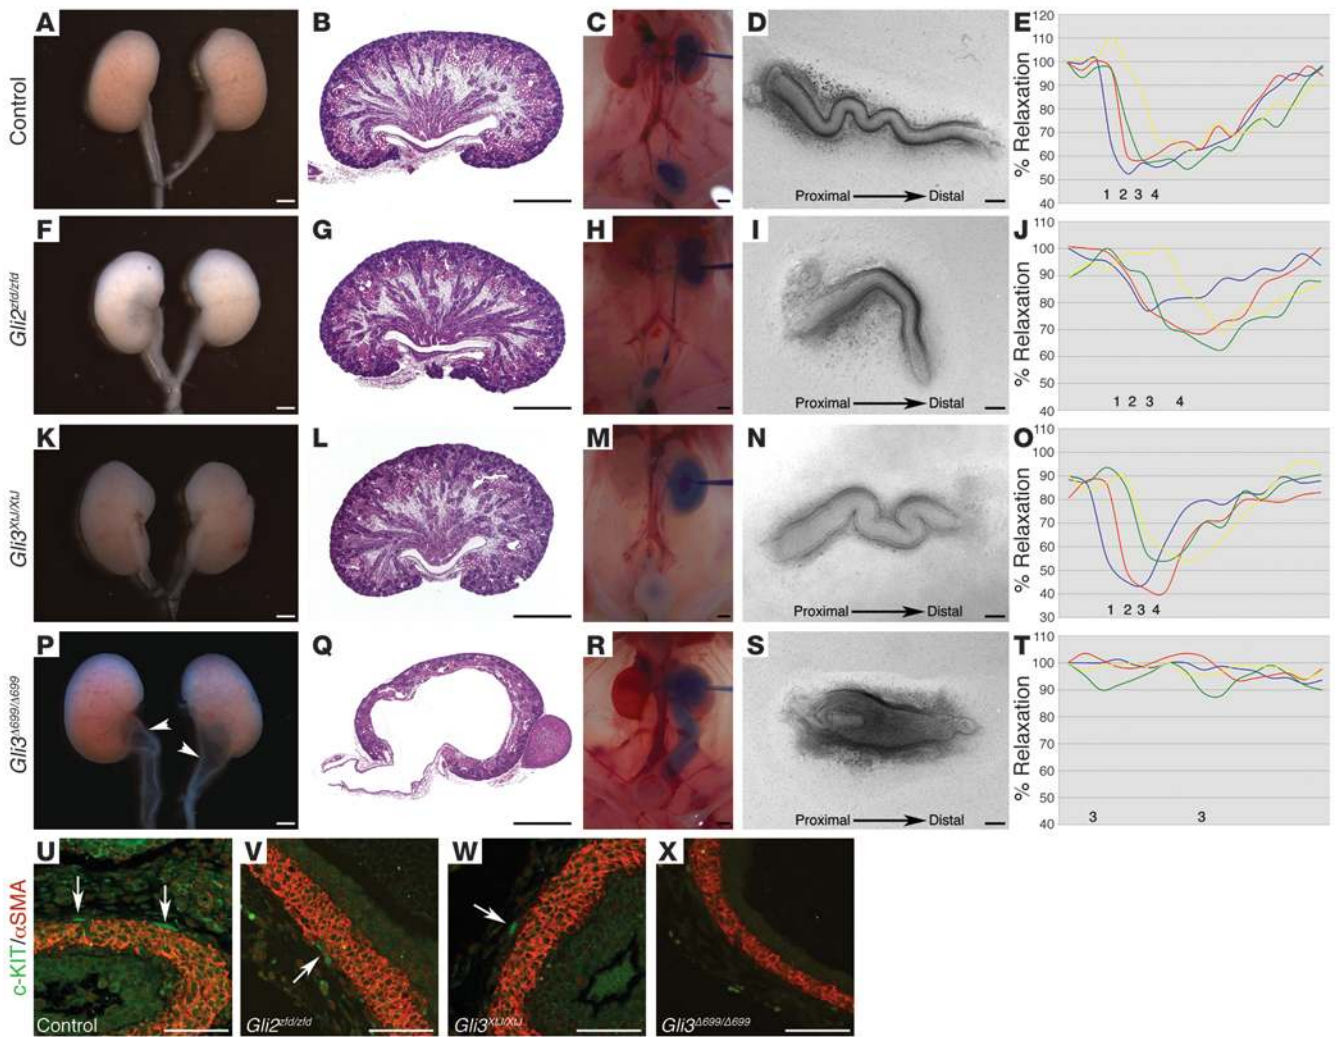 A
B
C
D
E
Control
Proximal Distal
% Relaxation
120
110
100
90
80
70
60
50
40
1 2 3 4
F
G
H
I
J
Gli2zfd/zfd
Proximal Distal
% Relaxation
110
100
90
80
70
60
50
40
1 2 3 4
K
L
M
N
O
Gli3XtJ/XtJ
Proximal Distal
% Relaxation
110
100
90
80
70
60
50
40
30
1 2 3 4
P
Q
R
S
T
Gli3Δ699/Δ699
Proximal Distal
% Relaxation
110
100
90
80
70
60
50
40
3 3
U
V
W
X
c-KIT/αSMA
Control
Gli2zfd/zfd
Gli3XtJ/XtJ
Gli3Δ699/Δ699